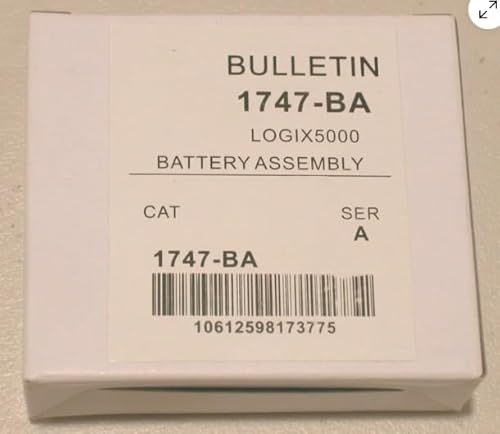 BULLETIN
1747-BA
LOGIX5000
BATTERY ASSEMBLY
CAT SER
A
1747-BA
10612598173775